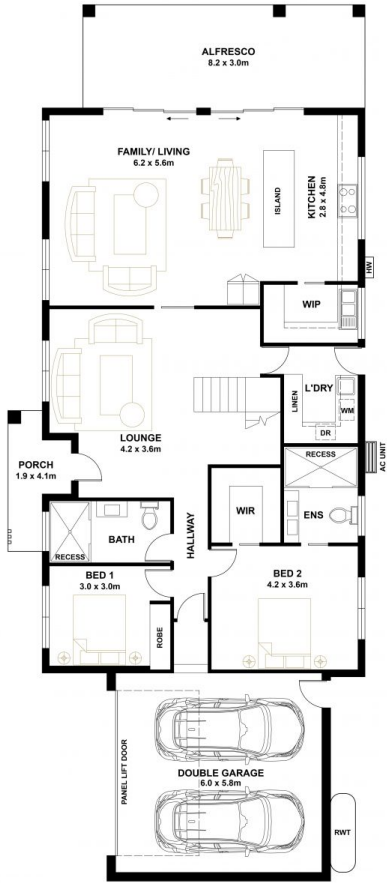 ALFRESCO
8.2 x 3.0m
FAMILY/ LIVING
6.2 x 5.6m
ISLAND
KITCHEN
2.8 x 4.8m
HW
WIP
LOUNGE
4.2 x 3.6m
LINEN
L'DRY
WM
DR
AC UNIT
PORCH
1.9 x 4.1m
RECESS
BATH
HALLWAY
WIR
RECESS
ENS
BED 1
3.0 x 3.0m
ROBE
BED 2
4.2 x 3.6m
PANEL LIFT DOOR
DOUBLE GARAGE
6.0 x 5.8m
RWT